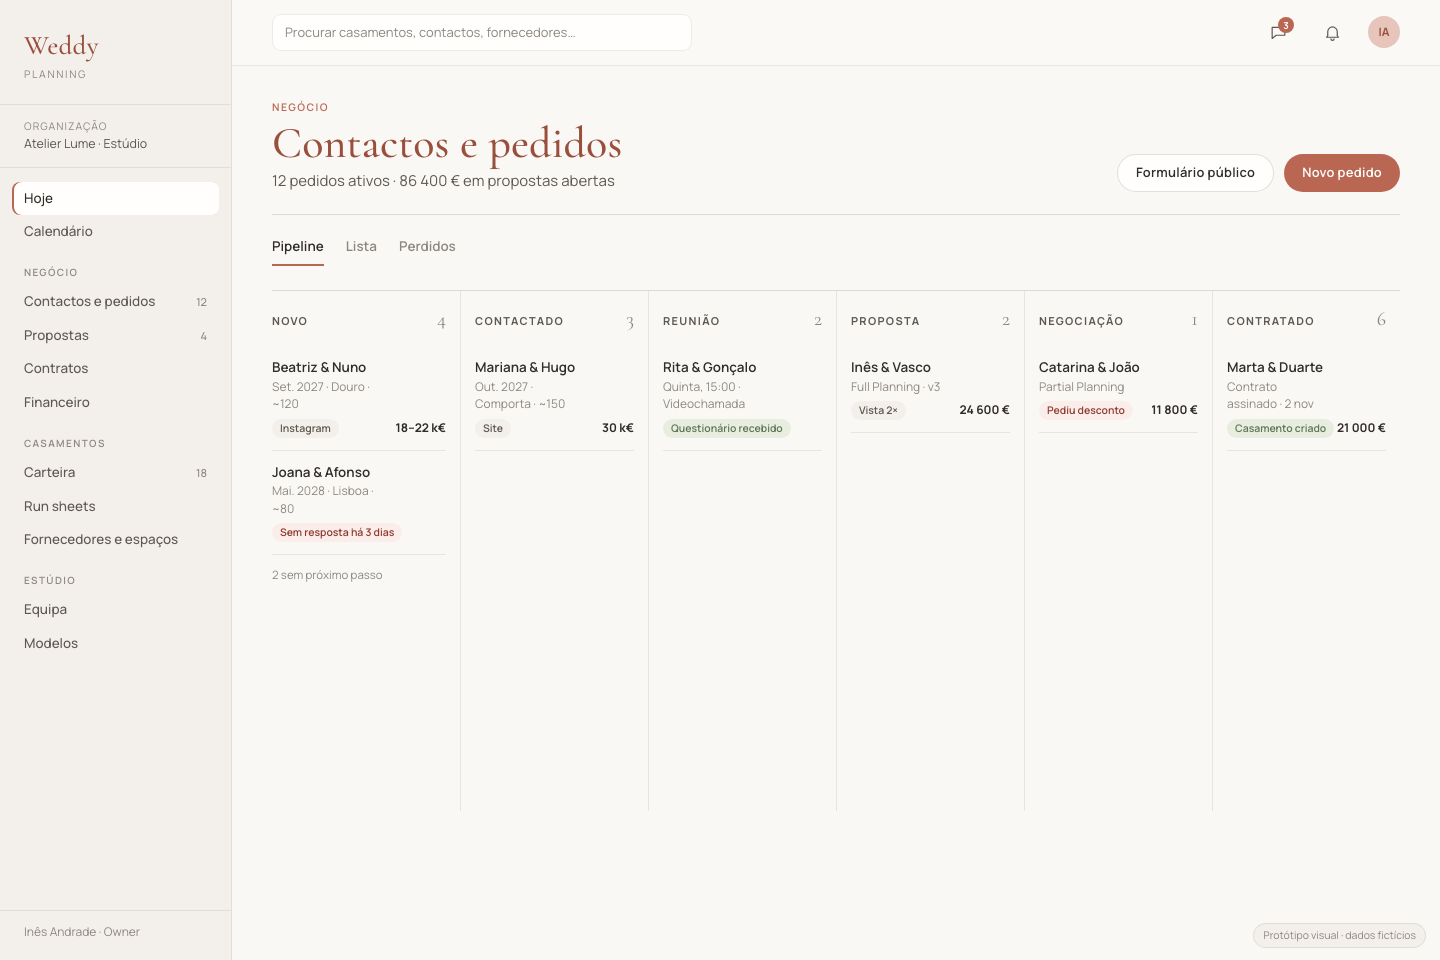 Weddy
PLANNING
ORGANIZAÇÃO
Atelier Lume · Estúdio
Hoje
Calendário
NEGÓCIO
Contactos e pedidos 12
Propostas 4
Contratos
Financeiro
CASAMENTOS
Carteira 18
Run sheets
Fornecedores e espaços
ESTÚDIO
Equipa
Modelos
Inês Andrade · Owner
Procurar casamentos, contactos, fornecedores...
3
IA
NEGÓCIO
Contactos e pedidos
12 pedidos ativos · 86 400 € em propostas abertas
Formulário público
Novo pedido
Pipeline Lista Perdidos
NOVO 4
Beatriz & Nuno
Set. 2027 · Douro ·
~120
Instagram 18–22 k€
Joana & Afonso
Mai. 2028 · Lisboa ·
~80
Sem resposta há 3 dias
2 sem próximo passo
CONTACTADO 3
Mariana & Hugo
Out. 2027 ·
Comporta · ~150
Site 30 k€
REUNIÃO 2
Rita & Gonçalo
Quinta, 15:00 ·
Videochamada
Questionário recebido
PROPOSTA 2
Inês & Vasco
Full Planning · v3
Vista 2× 24 600 €
NEGOCIAÇÃO 1
Catarina & João
Partial Planning
Pediu desconto 11 800 €
CONTRATADO 6
Marta & Duarte
Contrato
assinado · 2 nov
Casamento criado 21 000 €
Protótipo visual · dados fictícios